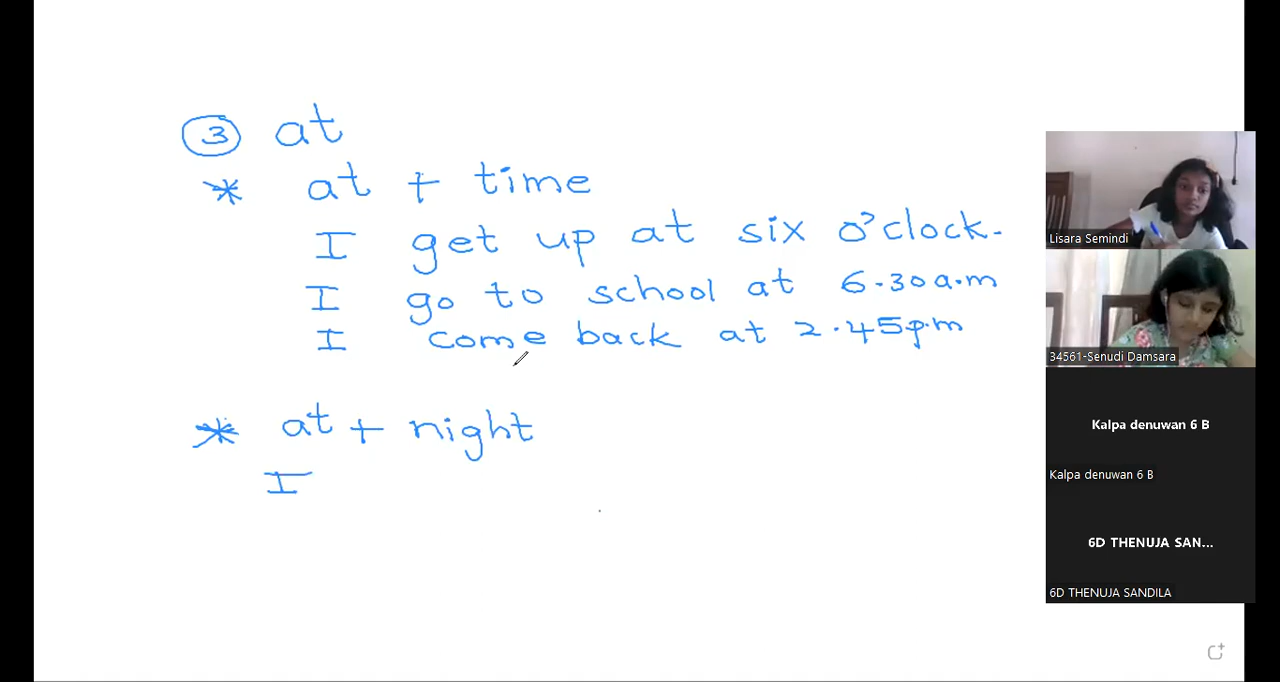 3 at
* at + time
I get up at six o'clock.
I go to school at 6.30a.m
I come back at 2.45p.m
* at + night
I
Lisara Semindi
34561-Senudi Damsara
Kalpa denuwan 6 B
Kalpa denuwan 6 B
6D THENUJA SAN...
6D THENUJA SANDILA